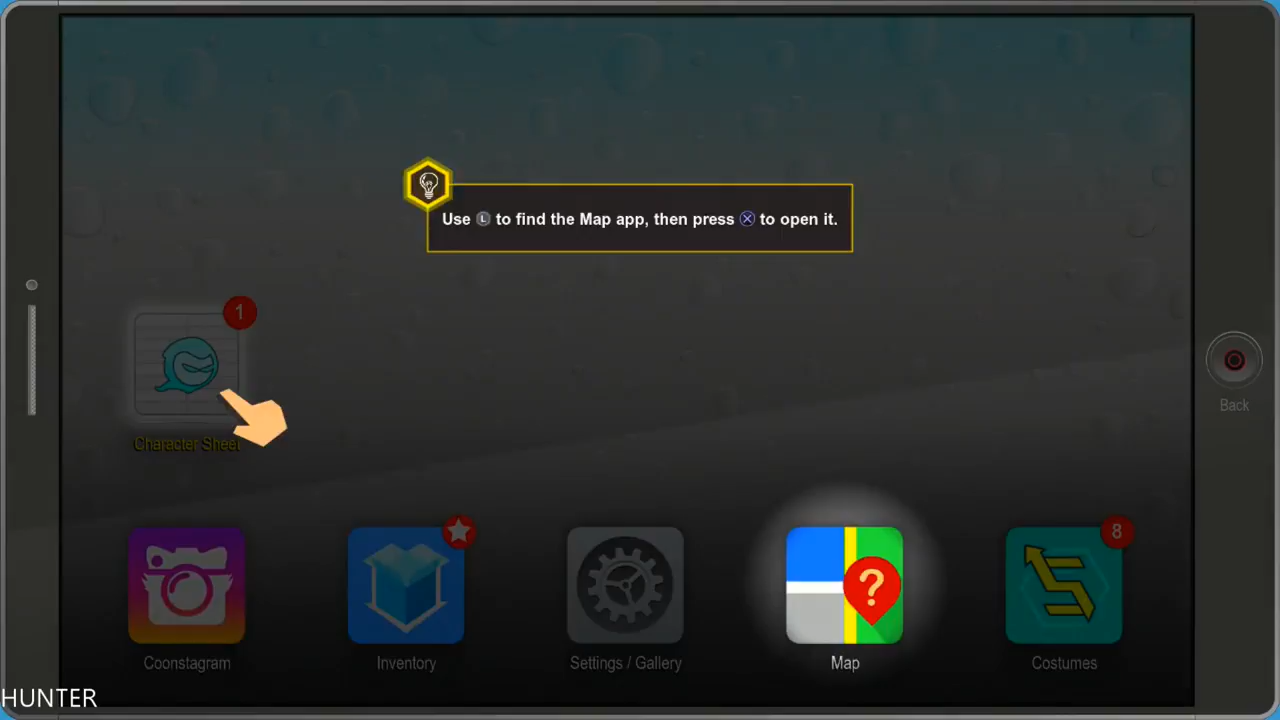 Use L to find the Map app, then press X to open it.
1
Character Sheet
Back
8
?
Coonstagram
Inventory
Settings / Gallery
Map
Costumes
HUNTER